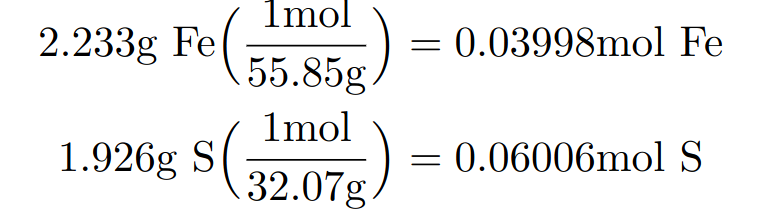 2.233g Fe(1mol/55.85g) = 0.03998mol Fe
1.926g S(1mol/32.07g) = 0.06006mol S